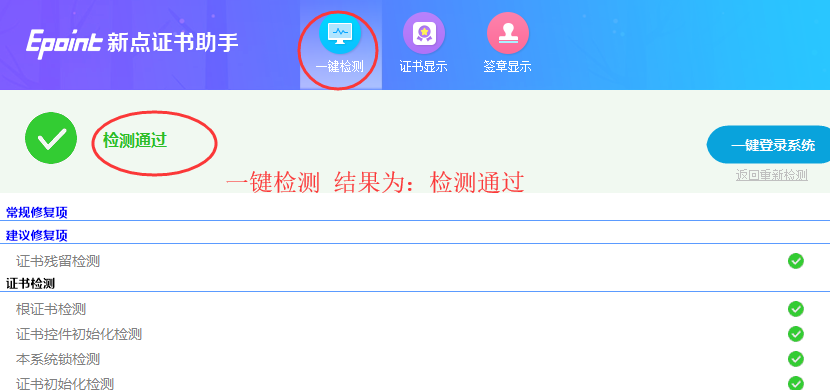 Epoint 新点证书助手
一键检测 证书显示 签章显示
检测通过
一键登录系统
一键检测 结果为：检测通过
返回重新检测
常规修复项
建议修复项
证书残留检测
证书检测
根证书检测
证书控件初始化检测
本系统锁检测
证书初始化检测